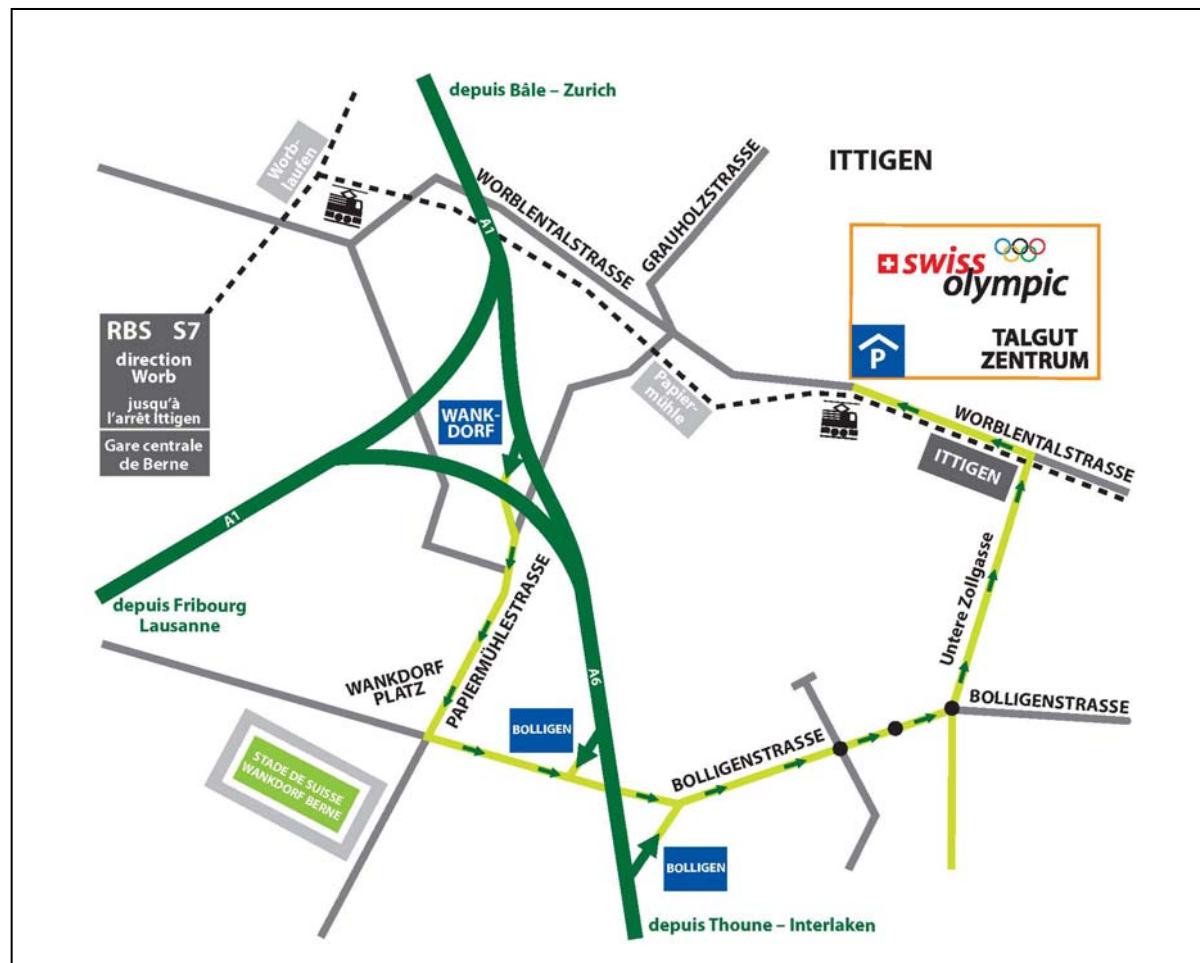 depuis Bâle – Zurich
Worb-
laufen
A1
WORBLENTALSTRASSE
GRAUHOLZSTRASSE
ITTIGEN
swiss
olympic
P
TALGUT
ZENTRUM
RBS S7
direction
Worb
jusqu'à
l'arrêt Ittigen
Gare centrale
de Berne
Papier-
mühle
WANK-
DORF
WORBLENTALSTRASSE
ITTIGEN
A1
depuis Fribourg
Lausanne
PAPIERMÜHLESTRASSE
WANKDORF
PLATZ
A6
Untere Zollgasse
BOLLIGENSTRASSE
BOLLIGEN
BOLLIGENSTRASSE
STADE DE SUISSE
WANKDORF BERNE
BOLLIGEN
depuis Thoune – Interlaken